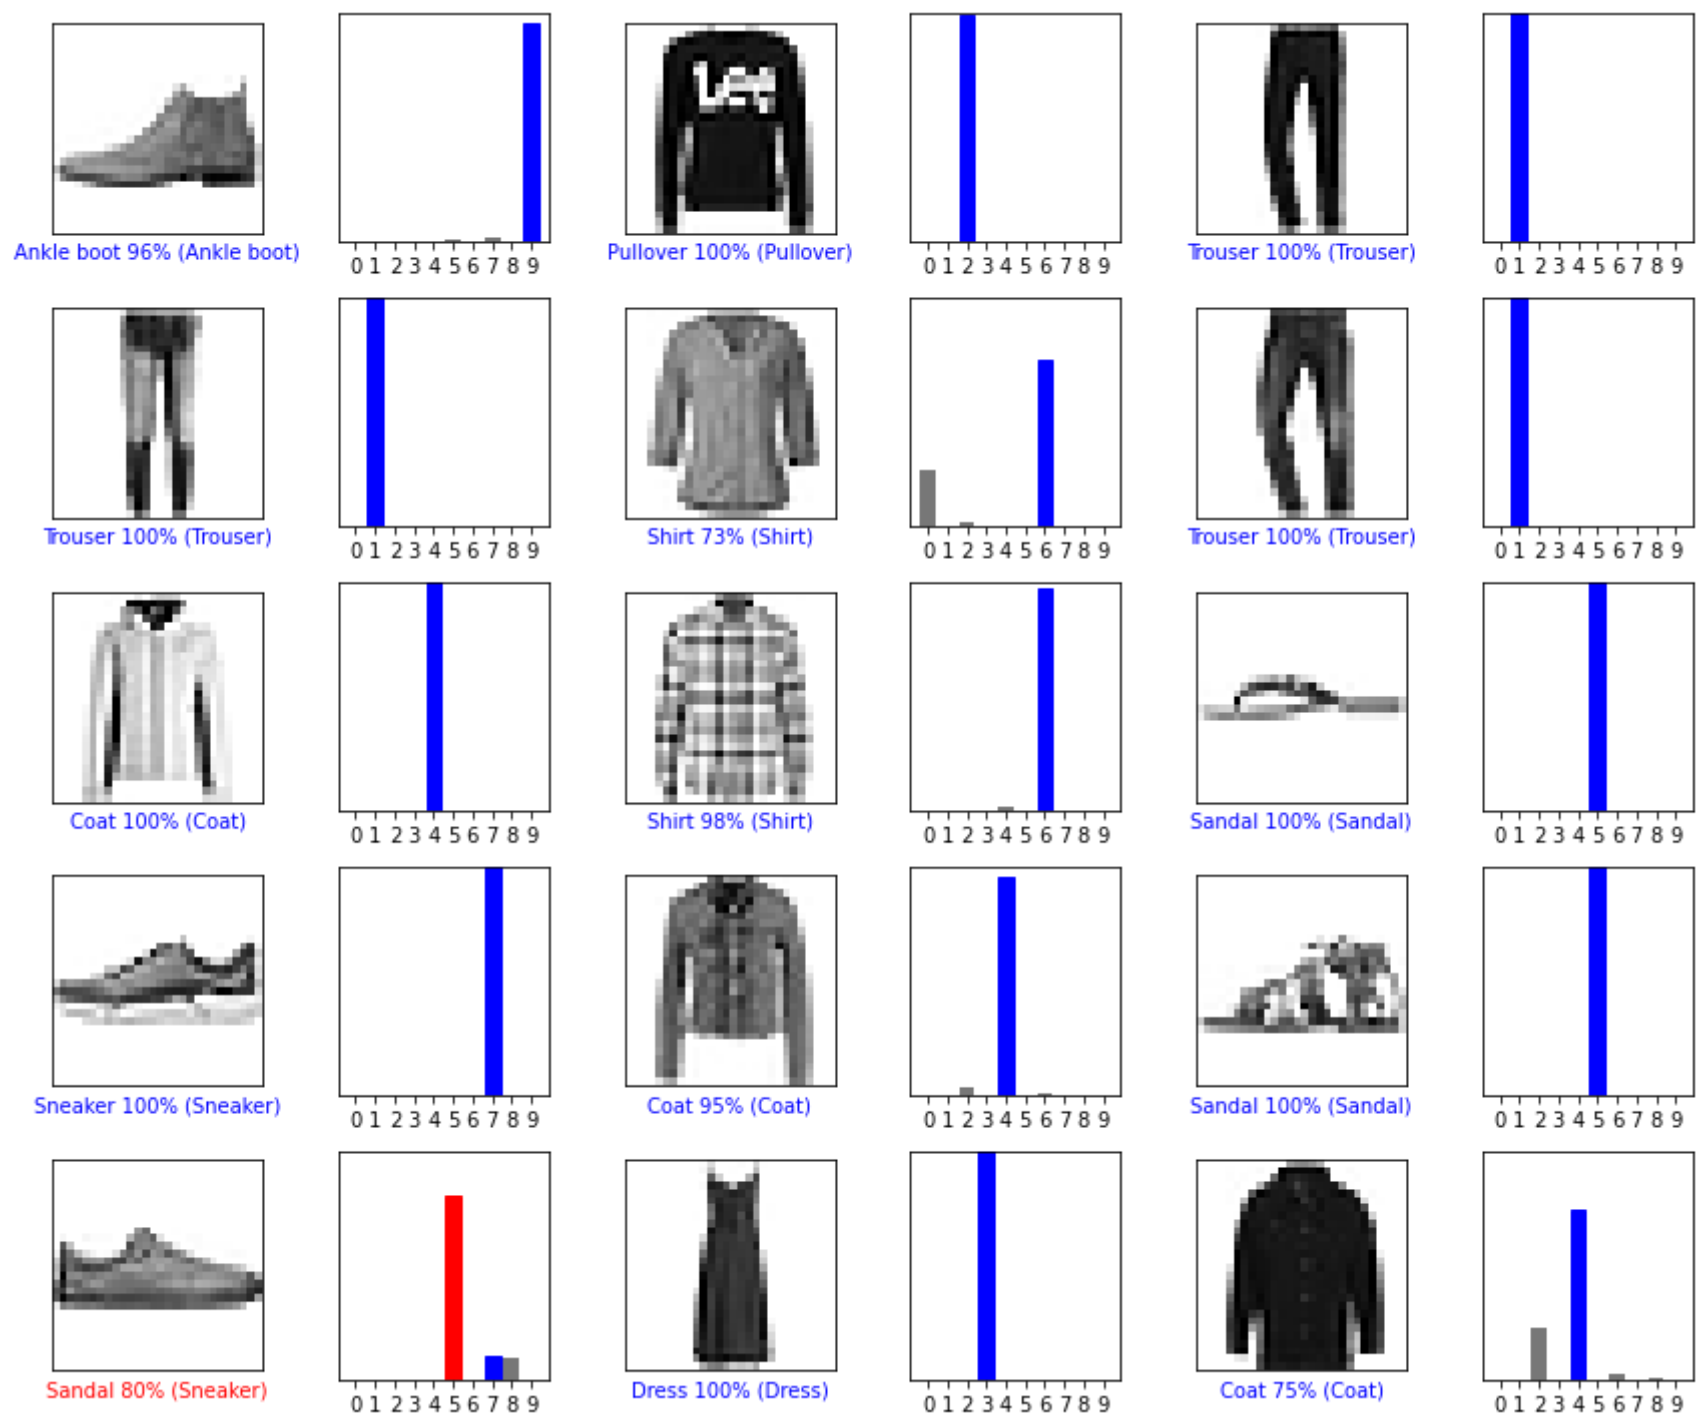 Lee
0 1 2 3 4 5 6 7 8 9
0 1 2 3 4 5 6 7 8 9
0 1 2 3 4 5 6 7 8 9
Ankle boot 96% (Ankle boot)
Pullover 100% (Pullover)
Trouser 100% (Trouser)
0 1 2 3 4 5 6 7 8 9
0 1 2 3 4 5 6 7 8 9
0 1 2 3 4 5 6 7 8 9
Trouser 100% (Trouser)
Shirt 73% (Shirt)
Trouser 100% (Trouser)
0 1 2 3 4 5 6 7 8 9
0 1 2 3 4 5 6 7 8 9
0 1 2 3 4 5 6 7 8 9
Coat 100% (Coat)
Shirt 98% (Shirt)
Sandal 100% (Sandal)
0 1 2 3 4 5 6 7 8 9
0 1 2 3 4 5 6 7 8 9
0 1 2 3 4 5 6 7 8 9
Sneaker 100% (Sneaker)
Coat 95% (Coat)
Sandal 100% (Sandal)
0 1 2 3 4 5 6 7 8 9
0 1 2 3 4 5 6 7 8 9
0 1 2 3 4 5 6 7 8 9
Sandal 80% (Sneaker)
Dress 100% (Dress)
Coat 75% (Coat)